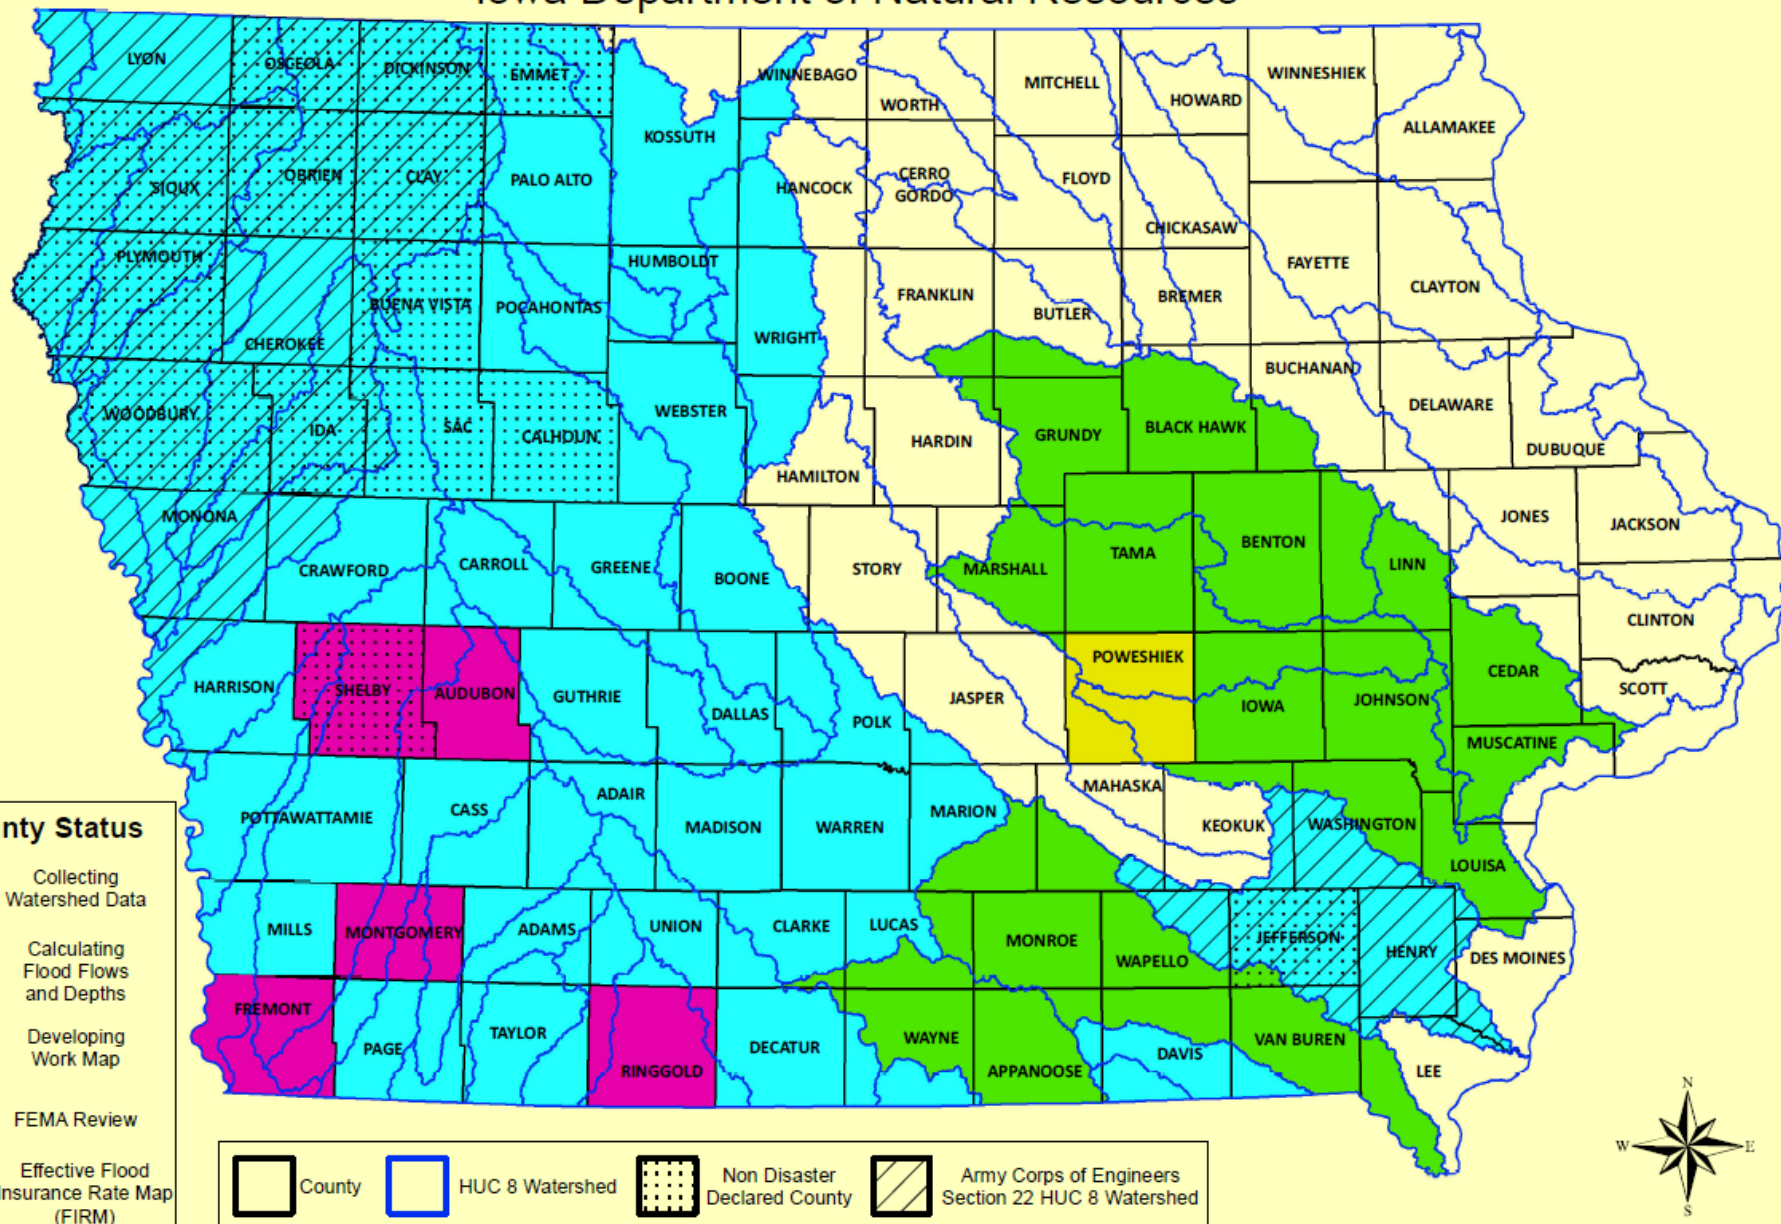 Iowa Department of Natural Resources
LYON
OSCEOLA
DICKINSON
EMMET
WINNEBAGO
WORTH
MITCHELL
HOWARD
WINNESHIEK
ALLAMAKEE
KOSSUTH
SIOUX
OBRIEN
CLAY
PALO ALTO
HANCOCK
CERRO
GORDO
FLOYD
CHICKASAW
PLYMOUTH
CHEROKEE
BUENA VISTA
POCAHONTAS
HUMBOLDT
WRIGHT
FRANKLIN
BUTLER
BREMER
FAYETTE
CLAYTON
WOODBURY
IDA
SAC
CALHOUN
WEBSTER
HAMILTON
HARDIN
GRUNDY
BLACK HAWK
BUCHANAN
DELAWARE
DUBUQUE
MONONA
CRAWFORD
CARROLL
GREENE
BOONE
STORY
MARSHALL
TAMA
BENTON
LINN
JONES
JACKSON
CLINTON
HARRISON
SHELBY
AUDUBON
GUTHRIE
DALLAS
POLK
JASPER
POWESHIEK
IOWA
JOHNSON
CEDAR
SCOTT
MUSCATINE
POTTAWATTAMIE
CASS
ADAIR
MADISON
WARREN
MARION
MAHASKA
KEOKUK
WASHINGTON
LOUISA
MILLS
MONTGOMERY
ADAMS
UNION
CLARKE
LUCAS
MONROE
WAPELLO
JEFFERSON
HENRY
DES MOINES
FREMONT
PAGE
TAYLOR
RINGGOLD
DECATUR
WAYNE
APPANOOSE
DAVIS
VAN BUREN
LEE
nty Status
Collecting
Watershed Data
Calculating
Flood Flows
and Depths
Developing
Work Map
FEMA Review
Effective Flood
Insurance Rate Map
(FIRM)
County
HUC 8 Watershed
Non Disaster
Declared County
Army Corps of Engineers
Section 22 HUC 8 Watershed
N
W
E
S